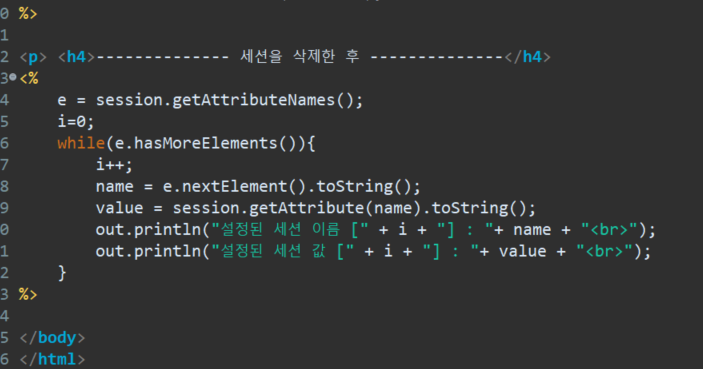 0 %>
1
2 <p> <h4>-------------- 세션을 삭제한 후 --------------</h4>
3 <%
4     e = session.getAttributeNames();
5     i=0;
6     while(e.hasMoreElements()){
7         i++;
8         name = e.nextElement().toString();
9         value = session.getAttribute(name).toString();
0         out.println("설정된 세션 이름 [" + i + "] : "+ name + "<br>");
1         out.println("설정된 세션 값 [" + i + "] : "+ value + "<br>");
2     }
3 %>
4
5 </body>
6 </html>